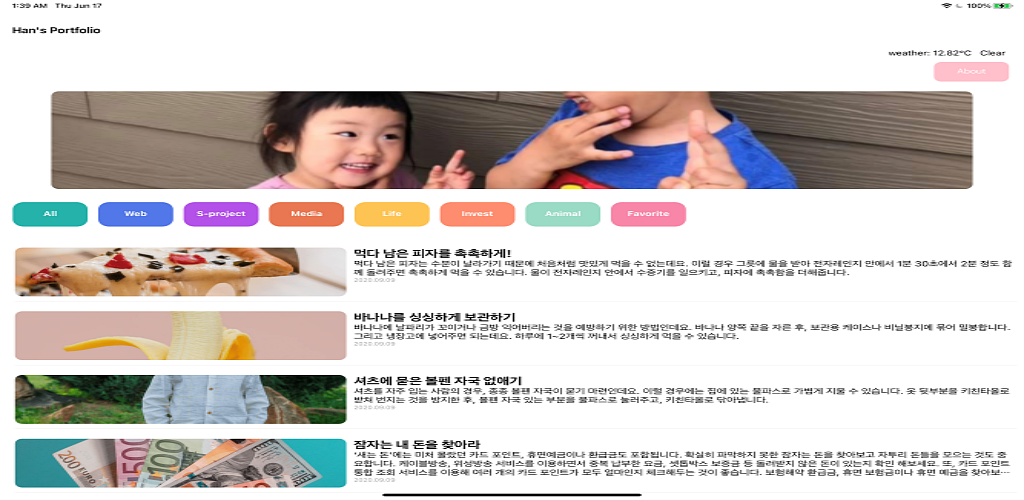 1:39 AM Thu Jun 17
100%
Han's Portfolio
weather: 12.82°C Clear
About
All
Web
S-project
Media
Life
Invest
Animal
Favorite
먹다 남은 피자를 촉촉하게!
먹다 남은 피자는 수분이 날라가기 때문에 처음처럼 맛있게 먹을 수 없는데요. 이럴 경우 그릇에 물을 받아 전자레인지 안에서 1분 30초에서 2분 정도 함
께 돌려주면 촉촉하게 먹을 수 있습니다. 물이 전자레인지 안에서 수증기를 일으키고, 피자에 촉촉함을 더해줍니다.
2020.09.09
바나나를 싱싱하게 보관하기
바나나에 날파리가 꼬이거나 금방 익어버리는 것을 예방하기 위한 방법인데요. 바나나 양쪽 끝을 자른 후, 보관용 케이스나 비닐봉지에 묶어 밀봉합니다.
그리고 냉장고에 넣어주면 되는데요. 하루에 1~2개씩 꺼내서 싱싱하게 먹을 수 있습니다.
2020.09.09
셔츠에 묻은 볼펜 자국 없애기
셔츠를 자주 입는 사람의 경우, 종종 볼펜 자국이 묻기 마련인데요. 이럴 경우에는 집에 있는 물파스로 가볍게 지울 수 있습니다. 옷 뒷부분을 키친타올로
받쳐 번지는 것을 방지한 후, 볼펜 자국 있는 부분을 물파스로 눌러주고, 키친타올로 닦아냅니다.
2020.09.09
잠자는 내 돈을 찾아라
'새는 돈'에는 미처 몰랐던 카드 포인트, 휴면예금이나 환급금도 포함됩니다. 확실히 파악하지 못한 잠자는 돈을 찾아보고 자투리 돈들을 모으는 것도 중
요합니다. 케이블방송, 위성방송 서비스를 이용하면서 중복 납부한 요금, 셋톱박스 보증금 등 돌려받지 않은 돈이 있는지 확인 해보세요. 또, 카드 포인트
통합 조회 서비스를 이용해 여러 개의 카드 포인트가 모두 얼마인지 체크해두는 것이 좋습니다. 보험해약 환급금, 휴면 보험금이나 휴면 예금을 찾아보…
2020.09.09
200 EURO
500
100